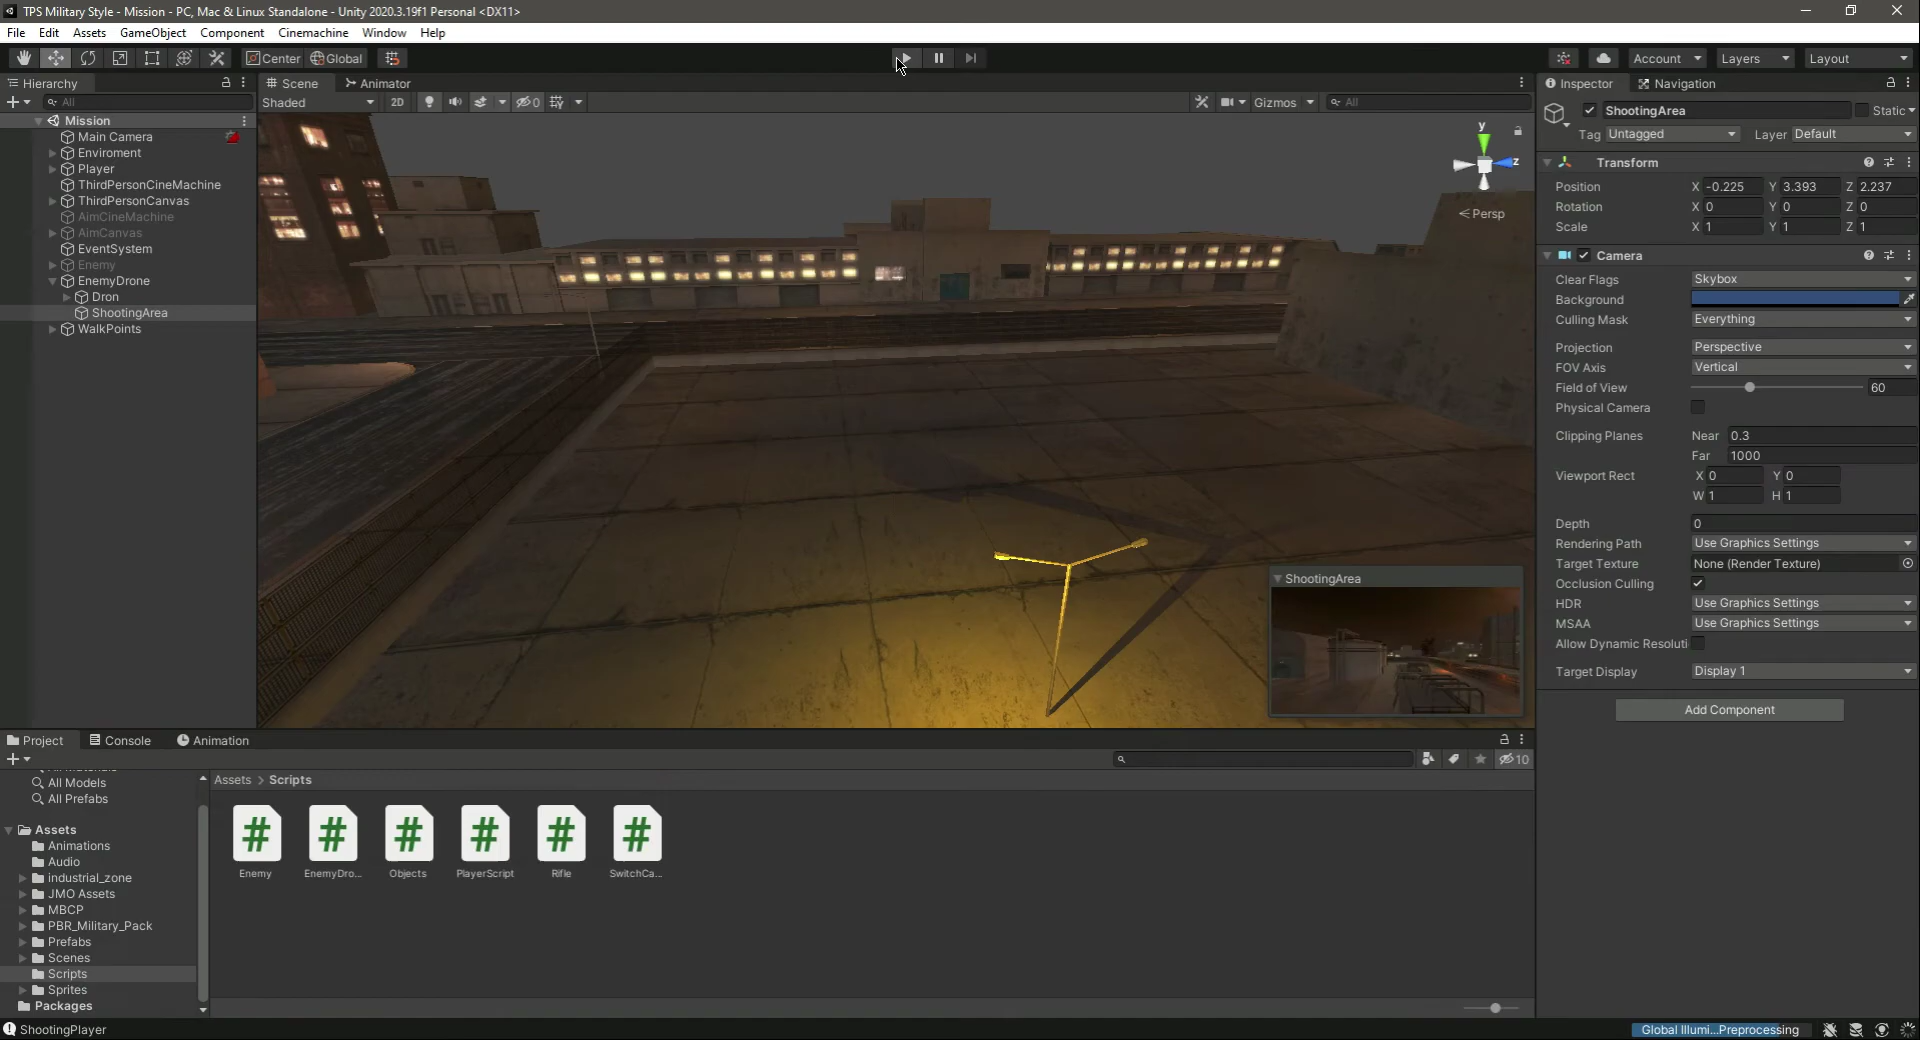 TPS Military Style - Mission - PC, Mac & Linux Standalone - Unity 2020.3.19f1 Personal <DX11>
File Edit Assets GameObject Component Cinemachine Window Help
Center Global Account Layers Layout
Hierarchy
Scene Animator
Inspector Navigation
All
Shaded 2D 0 Gizmos All
ShootingArea Static
Tag Untagged Layer Default
Mission
Main Camera
Enviroment
Player
ThirdPersonCineMachine
ThirdPersonCanvas
AimCineMachine
AimCanvas
EventSystem
Enemy
EnemyDrone
Dron
ShootingArea
WalkPoints
y
z
Persp
ShootingArea
Transform
Position X -0.225 Y 3.393 Z 2.237
Rotation X 0 Y 0 Z 0
Scale X 1 Y 1 Z 1
Camera
Clear Flags Skybox
Background
Culling Mask Everything
Projection Perspective
FOV Axis Vertical
Field of View 60
Physical Camera
Clipping Planes Near 0.3
Far 1000
Viewport Rect X 0 Y 0
W 1 H 1
Depth 0
Rendering Path Use Graphics Settings
Target Texture None (Render Texture)
Occlusion Culling
HDR Use Graphics Settings
MSAA Use Graphics Settings
Allow Dynamic Resoluti
Target Display Display 1
Add Component
Project Console Animation
10
All Models
All Prefabs
Assets
Animations
Audio
industrial_zone
JMO Assets
MBCP
PBR_Military_Pack
Prefabs
Scenes
Scripts
Sprites
Packages
Assets > Scripts
Enemy EnemyDro... Objects PlayerScript Rifle SwitchCa...
ShootingPlayer
Global Illumi...Preprocessing